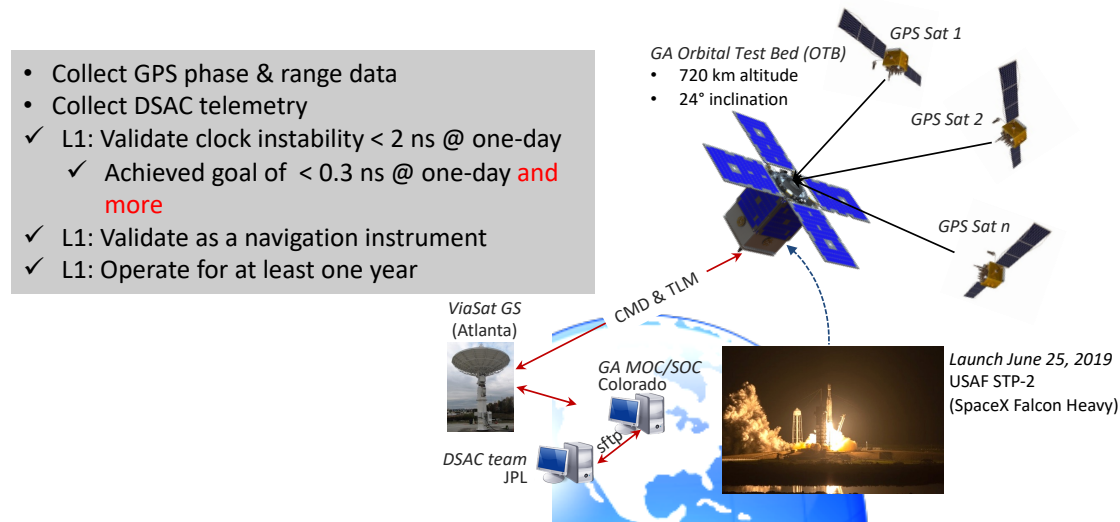 • Collect GPS phase & range data
• Collect DSAC telemetry
✓ L1: Validate clock instability < 2 ns @ one-day
✓ Achieved goal of < 0.3 ns @ one-day and
more
✓ L1: Validate as a navigation instrument
✓ L1: Operate for at least one year
GA Orbital Test Bed (OTB)
• 720 km altitude
• 24° inclination
GPS Sat 1
GPS Sat 2
GPS Sat n
CMD & TLM
ViaSat GS
(Atlanta)
GA MOC/SOC
Colorado
sftp
DSAC team
JPL
Launch June 25, 2019
USAF STP-2
(SpaceX Falcon Heavy)